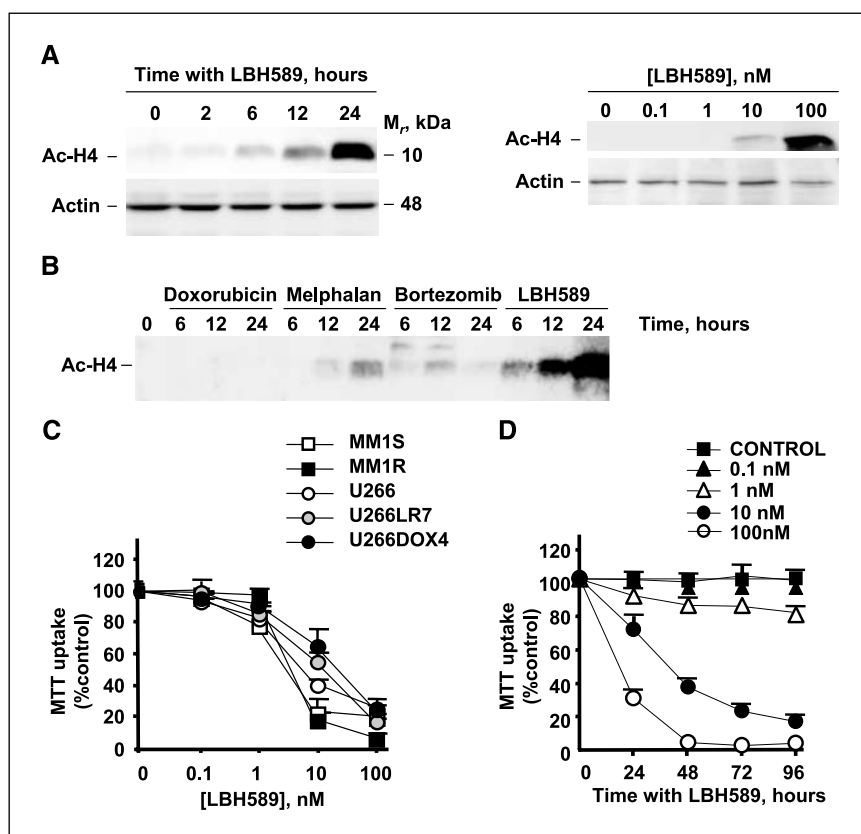 A
Time with LBH589, hours
0 2 6 12 24
Mr, kDa
Ac-H4 – – 10
Actin – – 48
[LBH589], nM
0 0.1 1 10 100
Ac-H4 –
Actin –
B
Doxorubicin Melphalan Bortezomib LBH589
0 6 12 24 6 12 24 6 12 24 6 12 24 Time, hours
Ac-H4 –
C
MM1S
MM1R
U266
U266LR7
U266DOX4
MTT uptake
(%control)
120
100
80
60
40
20
0
0 0.1 1 10 100
[LBH589], nM
D
CONTROL
0.1 nM
1 nM
10 nM
100nM
MTT uptake
(%control)
120
100
80
60
40
20
0
0 24 48 72 96
Time with LBH589, hours